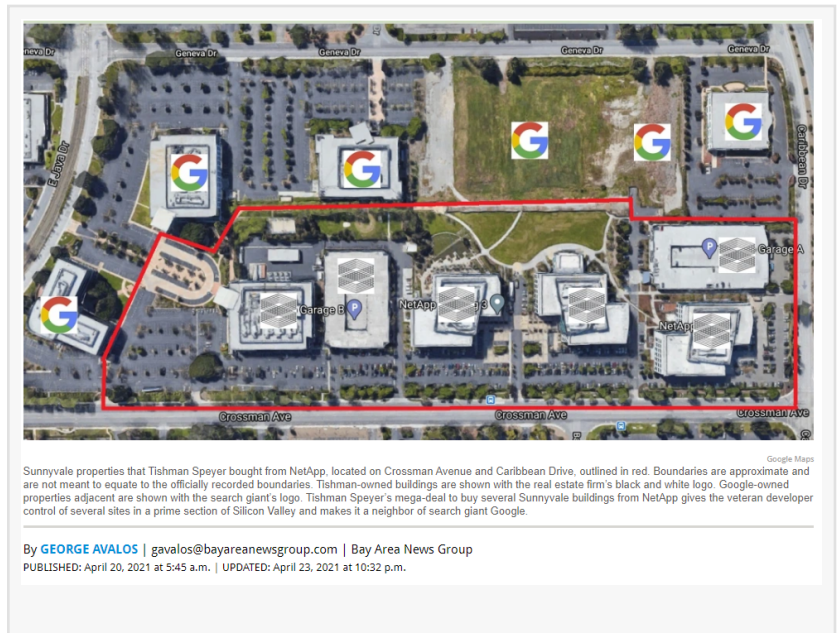 neva Dr
Geneva Dr
Geneva Dr
Geneva Dr
Geneva Dr
E Java Dr
Caribbean Dr
P
Garage A
Garage B
P
NetApp
3
NetApp
Crossman Ave
Crossman Ave
Crossman Ave
Google Maps
Sunnyvale properties that Tishman Speyer bought from NetApp, located on Crossman Avenue and Caribbean Drive, outlined in red. Boundaries are approximate and
are not meant to equate to the officially recorded boundaries. Tishman-owned buildings are shown with the real estate firm's black and white logo. Google-owned
properties adjacent are shown with the search giant's logo. Tishman Speyer's mega-deal to buy several Sunnyvale buildings from NetApp gives the veteran developer
control of several sites in a prime section of Silicon Valley and makes it a neighbor of search giant Google.
By GEORGE AVALOS | gavalos@bayareanewsgroup.com | Bay Area News Group
PUBLISHED: April 20, 2021 at 5:45 a.m. | UPDATED: April 23, 2021 at 10:32 p.m.